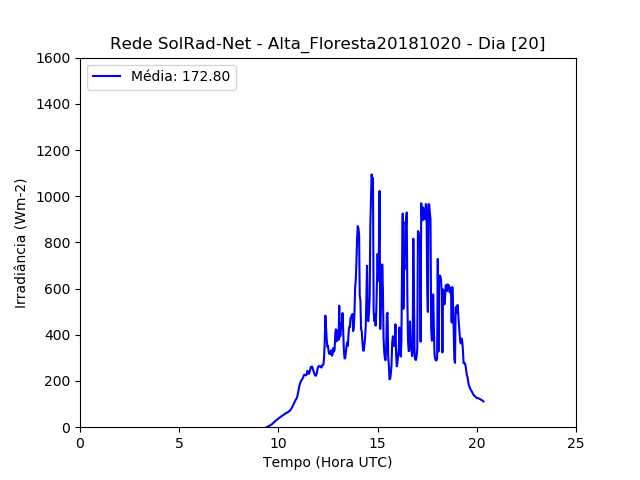 Rede SolRad-Net - Alta_Floresta20181020 - Dia [20]
Média: 172.80
Irradiância (Wm-2)
1600
1400
1200
1000
800
600
400
200
0
0 5 10 15 20 25
Tempo (Hora UTC)